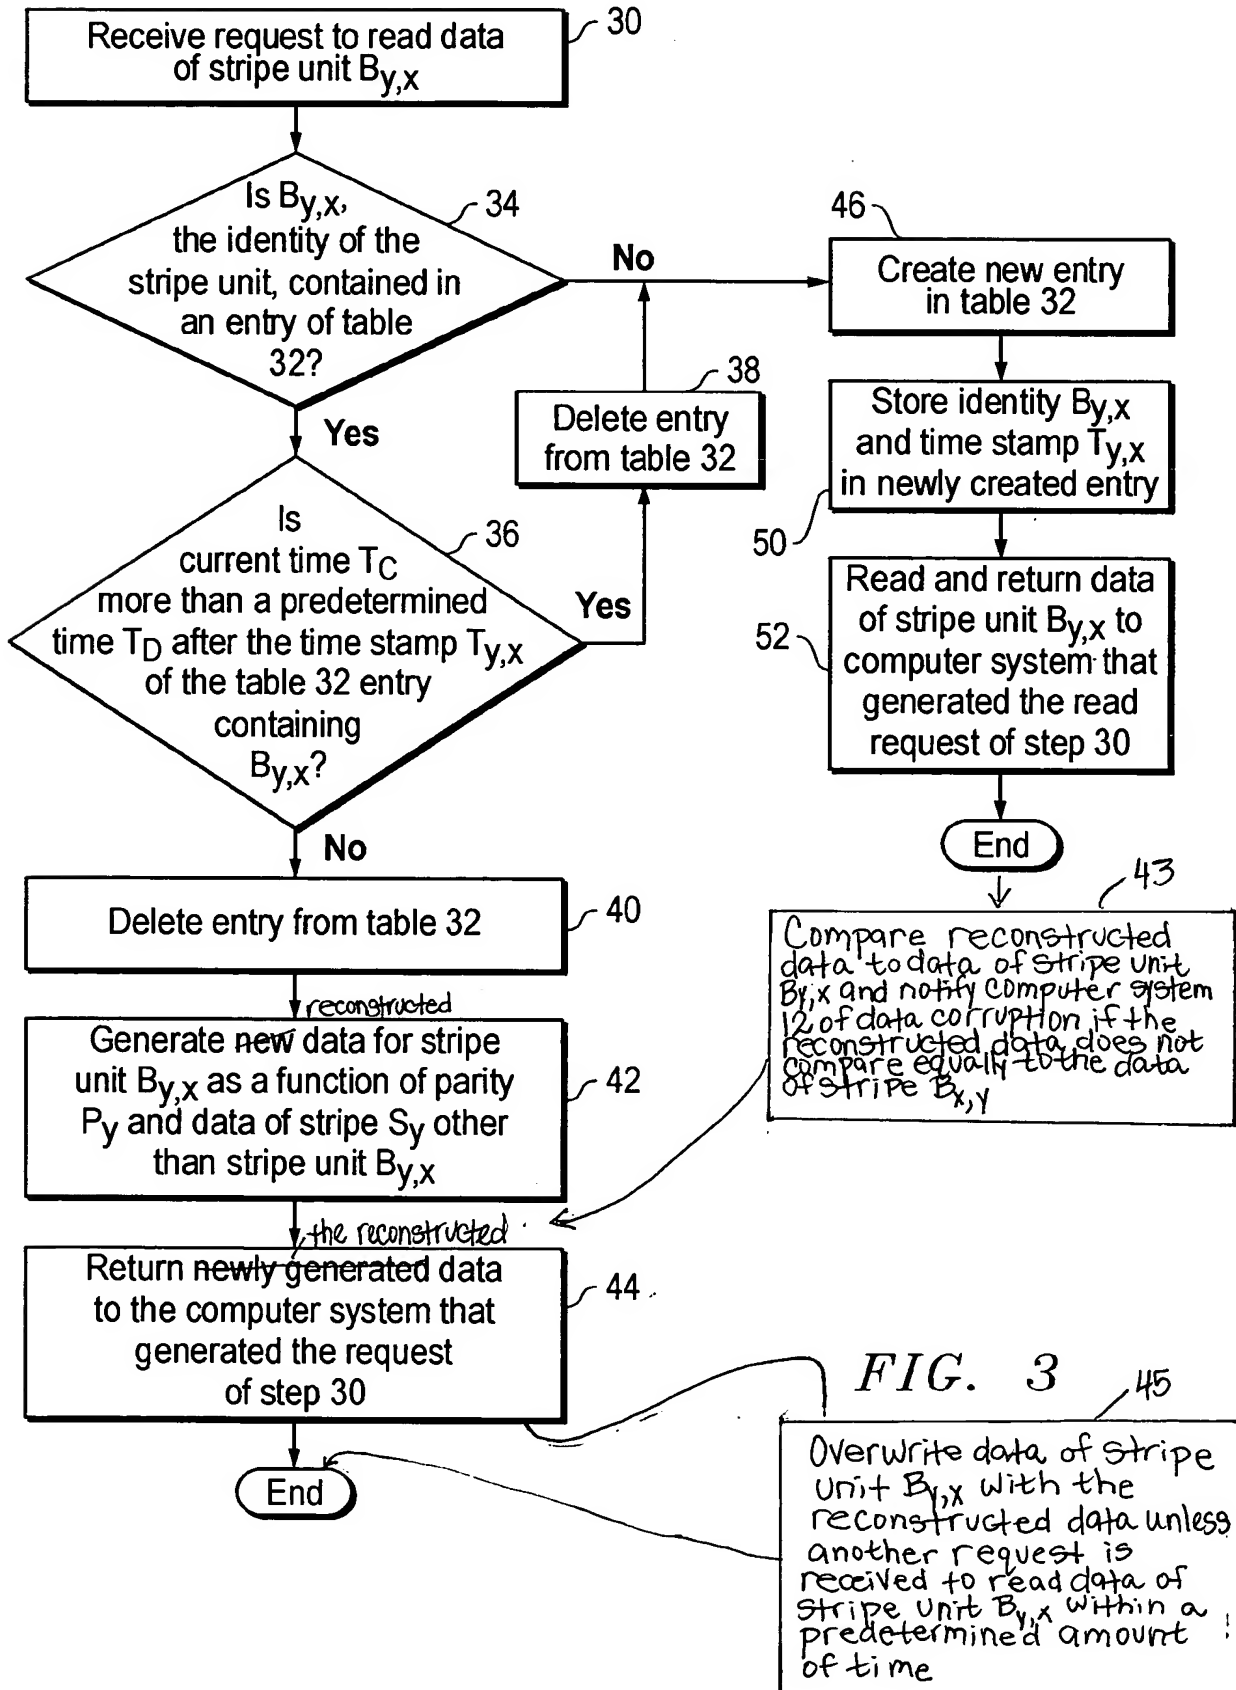 Receive request to read data
of stripe unit By,x
30
Is By,x,
the identity of the
stripe unit, contained in
an entry of table
32?
34
No
Yes
Is
current time TC
more than a predetermined
time TD after the time stamp Ty,x
of the table 32 entry
containing
By,x?
36
Yes
No
38
Delete entry
from table 32
46
Create new entry
in table 32
Store identity By,x
and time stamp Ty,x
in newly created entry
50
Read and return data
of stripe unit By,x to
computer system that
generated the read
request of step 30
52
End
Delete entry from table 32
40
reconstructed
Generate new data for stripe
unit By,x as a function of parity
Py and data of stripe Sy other
than stripe unit By,x
42
43
Compare reconstructed
data to data of stripe unit
By,x and notify computer system
12 of data corruption if the
reconstructed data does not
compare equally to the data
of stripe Bx,y
the reconstructed
Return newly generated data
to the computer system that
generated the request
of step 30
44
End
FIG. 3
45
Overwrite data of stripe
unit By,x with the
reconstructed data unless
another request is
received to read data of
stripe unit By,x within a
predetermined amount
of time